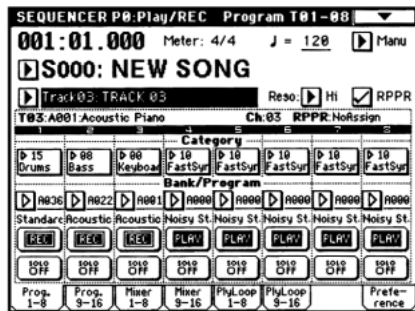 SEQUENCER P0:Play/REC Program T01-08
001:01.000 Meter: 4/4 ♩ = 120 Manu
S000: NEW SONG
Track03: TRACK 03 Reso: Hi RPPR
T03:A001:Acoustic Piano Ch:03 RPPR:NoAssign
1 2 3 4 5 6 7 8
Category
15 08 00 10 10 10 10 10
Drums Bass Keyboad FastSyn FastSyn FastSyn FastSyn FastSyn
Bank/Program
A036 A022 A001 A000 A000 A000 A000 A000
Standard Acoustic Acoustic Noisy St. Noisy St. Noisy St. Noisy St. Noisy St.
REC REC REC PLAY PLAY PLAY PLAY PLAY
SOLO SOLO SOLO SOLO SOLO SOLO SOLO SOLO
OFF OFF OFF OFF OFF OFF OFF OFF
Prog. Prog. Mixer Mixer PlyLoop PlyLoop Prefe-
1-8 9-16 1-8 9-16 1-8 9-16 rence